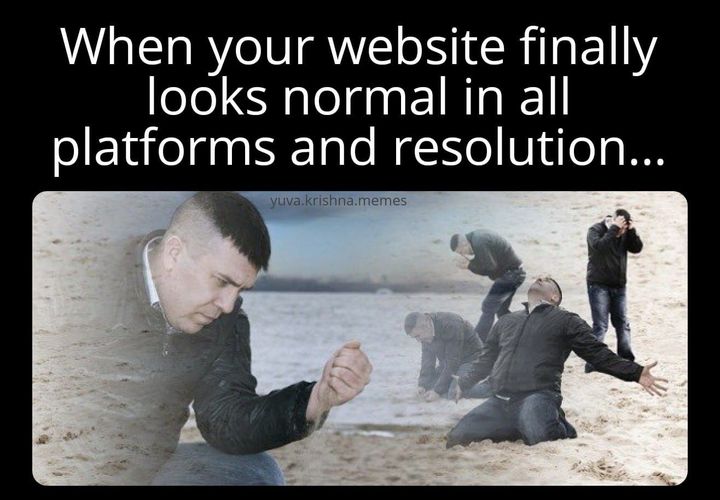 When your website finally
looks normal in all
platforms and resolution...
yuva.krishna.memes